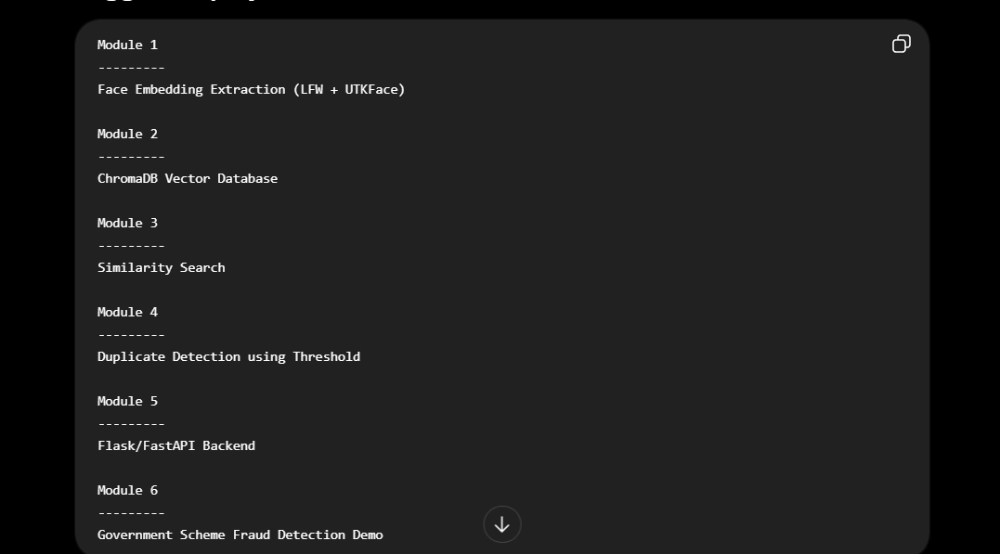 Module 1
---------
Face Embedding Extraction (LFW + UTKFace)
Module 2
---------
ChromaDB Vector Database
Module 3
---------
Similarity Search
Module 4
---------
Duplicate Detection using Threshold
Module 5
---------
Flask/FastAPI Backend
Module 6
---------
Government Scheme Fraud Detection Demo